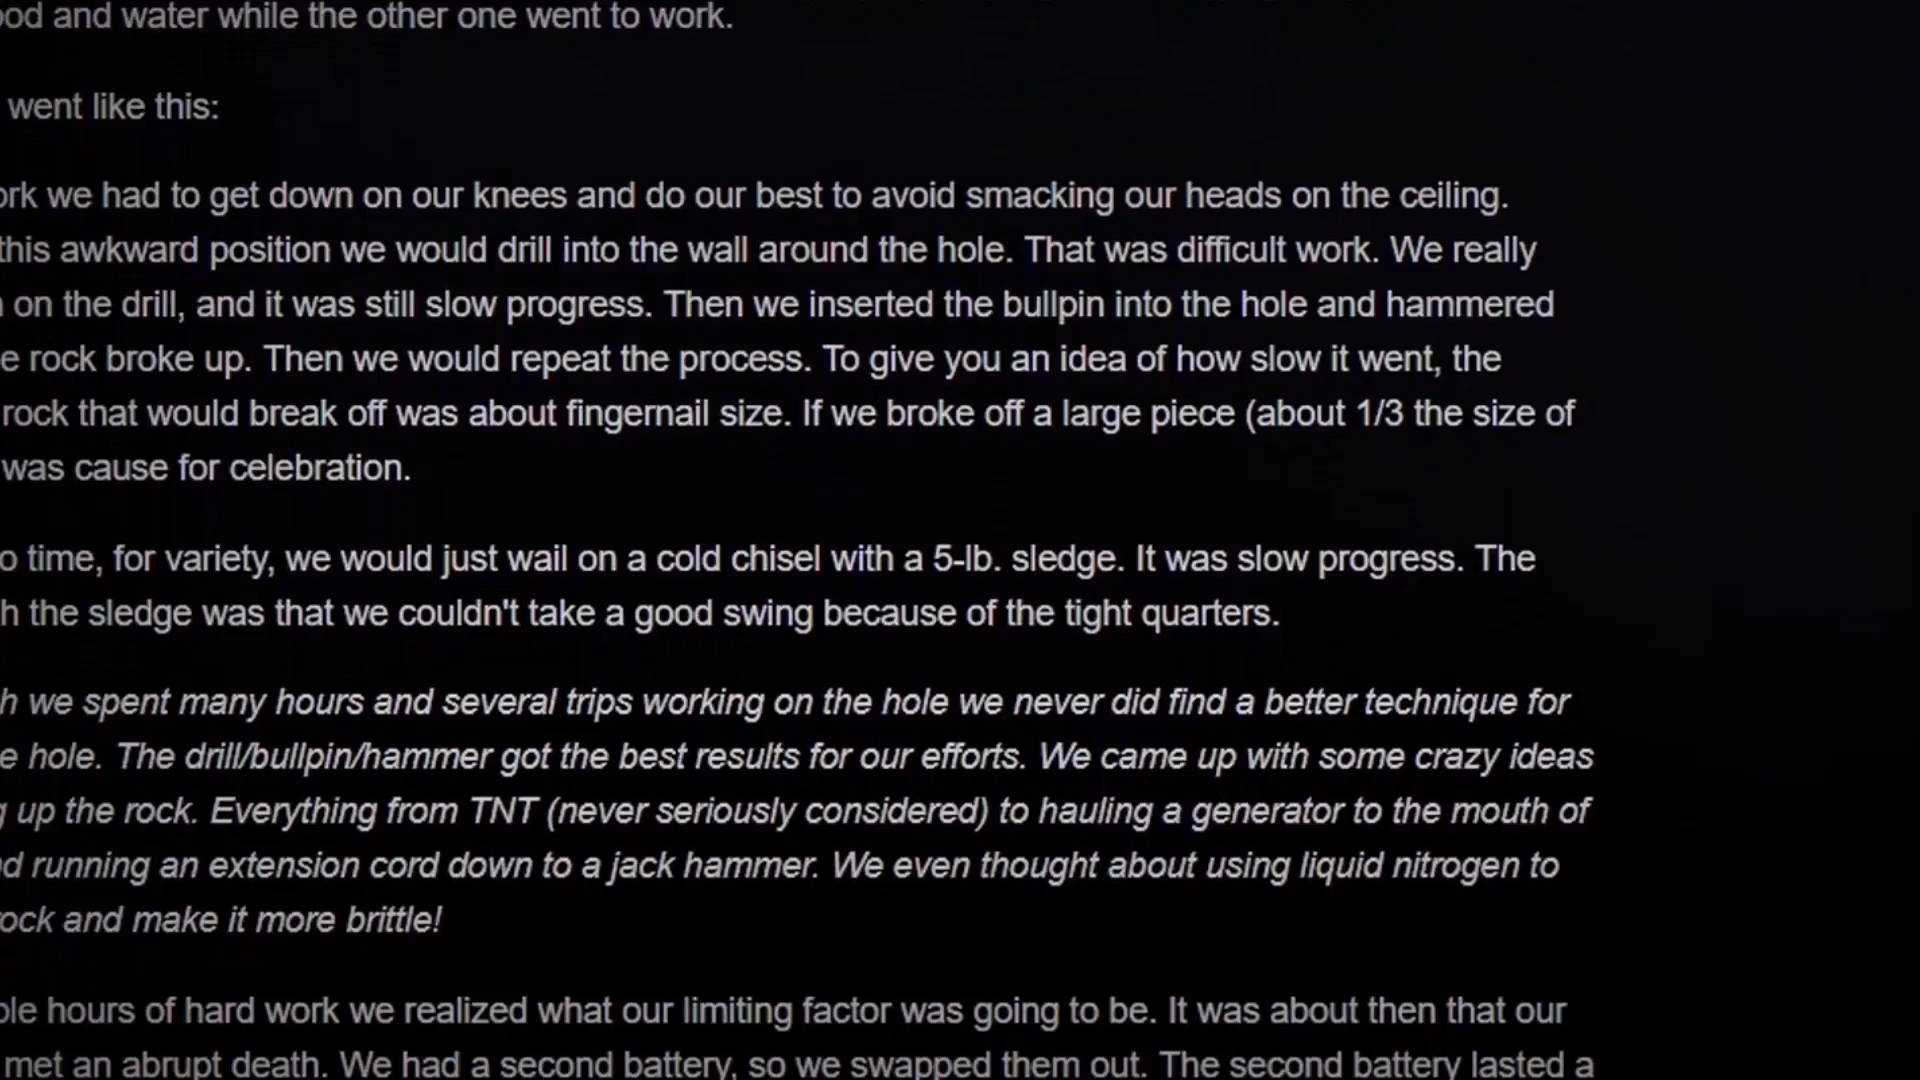 ood and water while the other one went to work.
went like this:
ork we had to get down on our knees and do our best to avoid smacking our heads on the ceiling.
this awkward position we would drill into the wall around the hole. That was difficult work. We really
on the drill, and it was still slow progress. Then we inserted the bullpin into the hole and hammered
e rock broke up. Then we would repeat the process. To give you an idea of how slow it went, the
rock that would break off was about fingernail size. If we broke off a large piece (about 1/3 the size of
was cause for celebration.
o time, for variety, we would just wail on a cold chisel with a 5-lb. sledge. It was slow progress. The
h the sledge was that we couldn't take a good swing because of the tight quarters.
h we spent many hours and several trips working on the hole we never did find a better technique for
e hole. The drill/bullpin/hammer got the best results for our efforts. We came up with some crazy ideas
g up the rock. Everything from TNT (never seriously considered) to hauling a generator to the mouth of
d running an extension cord down to a jack hammer. We even thought about using liquid nitrogen to
ock and make it more brittle!
ple hours of hard work we realized what our limiting factor was going to be. It was about then that our
met an abrupt death. We had a second battery, so we swapped them out. The second battery lasted a